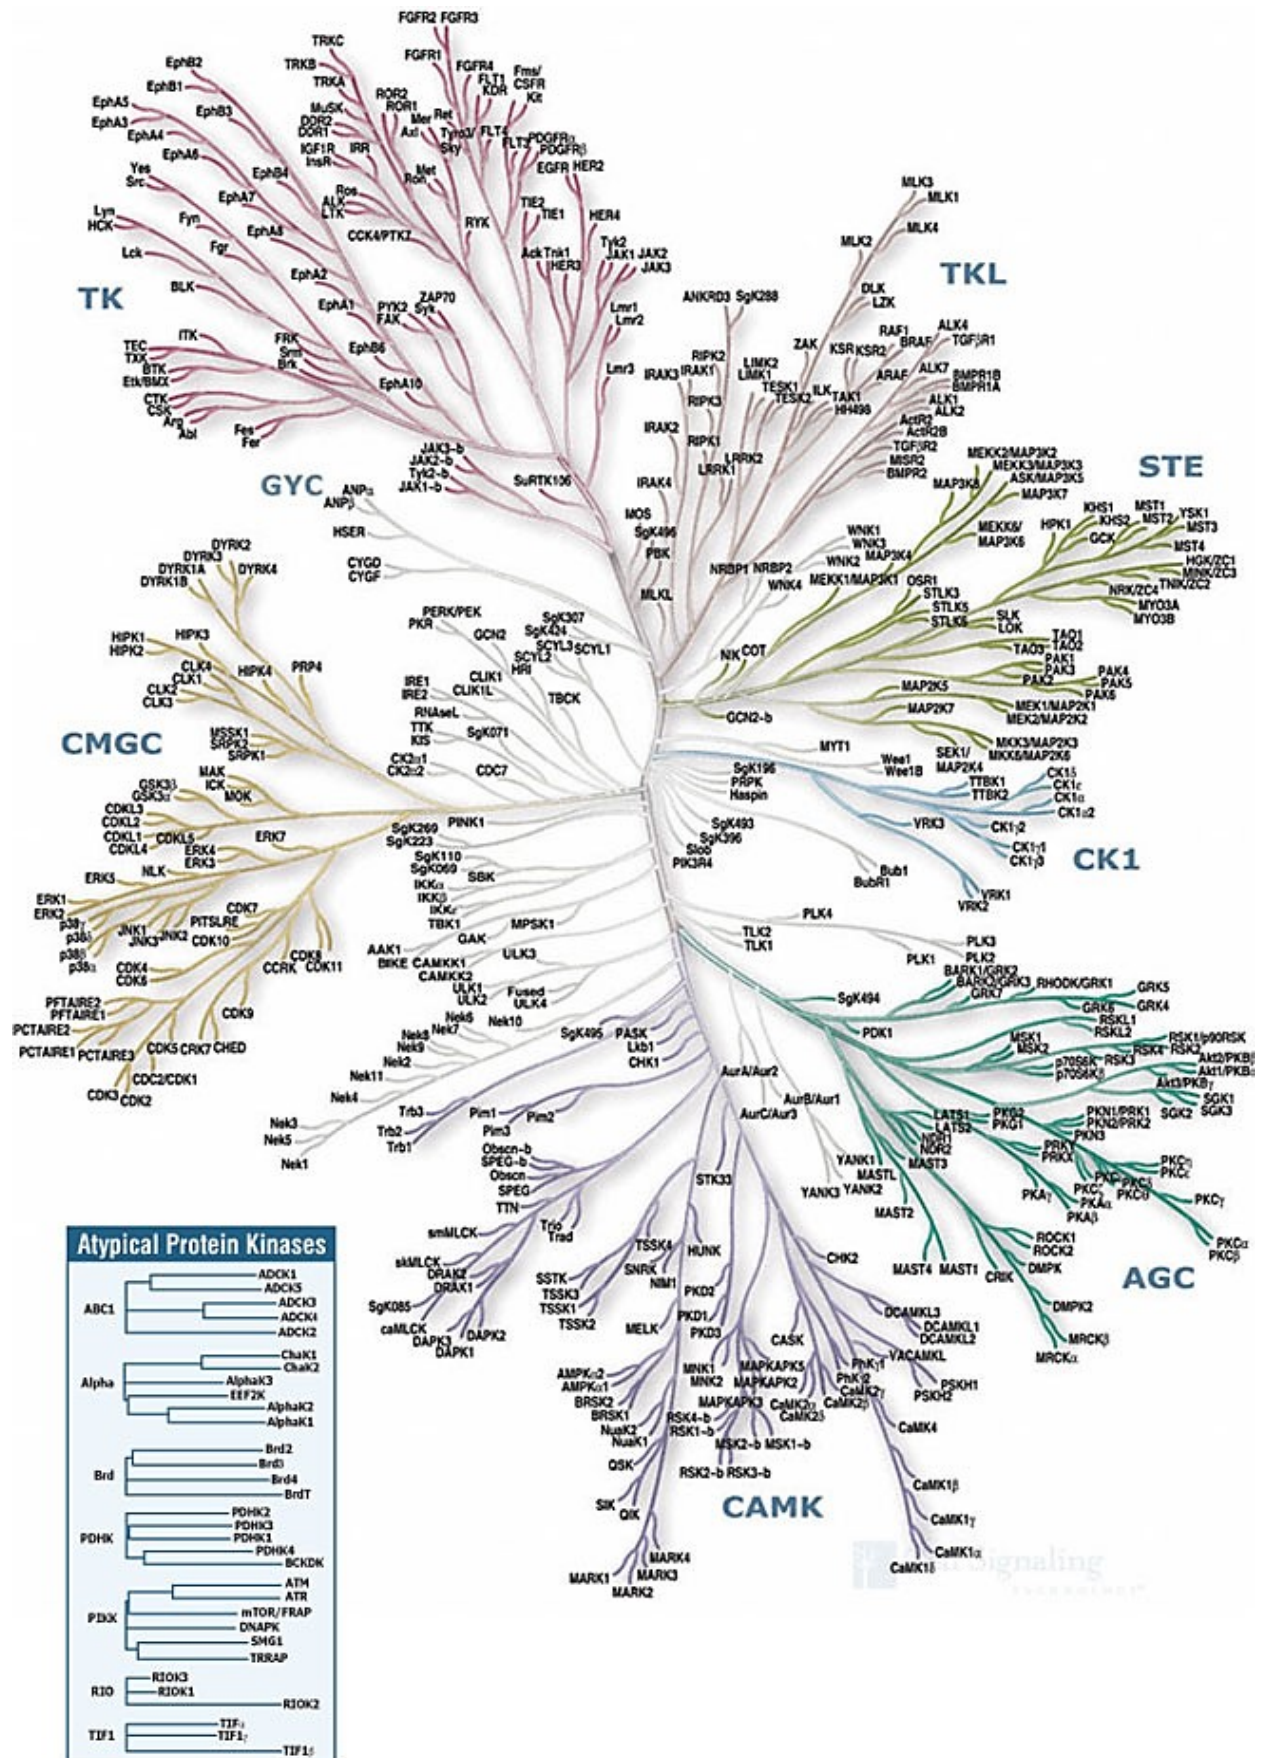 FGFR2 FGFR3
TRKC
FGFR1
EphB2
TRKB
FGFR4
Fms/
CSFR
TRKA
FLT1
KDR
Kit
EphB1
ROR2
ROR1
EphA5
EphB3
MuSK
Mer
Ret
EphA3
DDR2
DDR1
Axl
Tyro3/
Sky
FLT4
EphA4
IGF1R
IRR
InsR
PDGFRα
PDGFRβ
EphA6
Met
Ron
EGFR
HER2
Yes
Src
EphB4
Ros
ALK
LTK
EphA7
TIE2
TIE1
Lyn
HCK
Fyn
RYK
HER4
EphA8
CCK4/PTK7
Fgr
Lck
Ack
Tnk1
HER3
Tyk2
JAK1
JAK2
JAK3
BLK
EphA2
TK
EphA1
PYK2
FAK
ZAP70
Syk
Lmr1
Lmr2
ITK
FRK
Srm
Brk
TEC
TXK
BTK
Etk/BMX
EphB6
Lmr3
EphA10
CTK
CSK
Arg
Abl
Fes
Fer
JAK3-b
JAK2-b
Tyk2-b
JAK1-b
SuRTK106
MLK3
MLK1
MLK2
MLK4
TKL
DLK
LZK
ANKRD3
SgK288
ZAK
KSR
KSR2
RAF1
BRAF
ARAF
ALK4
TGFβR1
ALK7
BMPR1B
BMPR1A
ALK1
ALK2
RIPK2
IRAK3
IRAK1
LIMK2
LIMK1
TESK1
TESK2
ILK
TAK1
HH498
RIPK3
ActR2
ActR2B
TGFβR2
MISR2
BMPR2
IRAK2
RIPK1
LRRK2
LRRK1
IRAK4
GYC
ANPα
ANPβ
HSER
CYGD
CYGF
MOS
SgK496
PBK
MLKL
NRBP1
NRBP2
WNK1
WNK3
WNK2
WNK4
STE
MEKK2/MAP3K2
MEKK3/MAP3K3
ASK/MAP3K5
MAP3K8
MAP3K7
MEKK6/
MAP3K6
MAP3K4
MEKK1/MAP3K1
KHS1
KHS2
HPK1
GCK
MST1
MST2
YSK1
MST3
MST4
HGK/ZC1
MINK/ZC3
TNIK/ZC2
NRK/ZC4
MYO3A
MYO3B
OSR1
STLK3
STLK5
STLK6
SLK
LOK
TAO1
TAO2
TAO3
PAK1
PAK3
PAK2
PAK4
PAK5
PAK6
NIK
COT
GCN2-b
MAP2K5
MAP2K7
MEK1/MAP2K1
MEK2/MAP2K2
MKK3/MAP2K3
MKK6/MAP2K6
SEK1/
MAP2K4
DYRK2
DYRK3
DYRK1A
DYRK4
DYRK1B
HIPK1
HIPK3
HIPK2
HIPK4
PRP4
CLK4
CLK1
CLK2
CLK3
MSSK1
SRPK2
SRPK1
CMGC
MAK
ICK
MOK
GSK3β
GSK3α
CDKL3
CDKL2
CDKL1
CDKL5
CDKL4
ERK7
ERK4
ERK3
NLK
ERK5
ERK1
ERK2
p38γ
p38δ
p38β
p38α
JNK1
JNK3
JNK2
CDK7
PITSLRE
CDK10
CDK4
CDK6
CCRK
CDK8
CDK11
PFTAIRE2
PFTAIRE1
PCTAIRE2
PCTAIRE1
PCTAIRE3
CDK5
CRK7
CHED
CDK9
CDC2/CDK1
CDK3
CDK2
PERK/PEK
PKR
GCN2
SgK307
SgK424
SCYL3
SCYL1
SCYL2
HRI
CLIK1
CLIK1L
IRE1
IRE2
TBCK
RNAseL
TTK
KIS
SgK071
CK2α1
CK2α2
CDC7
PINK1
SgK269
SgK223
SgK110
SgK069
SBK
IKKα
IKKβ
IKKε
TBK1
MPSK1
GAK
AAK1
BIKE
CAMKK1
CAMKK2
ULK3
ULK1
ULK2
Fused
ULK4
Nek6
Nek7
Nek10
Nek8
Nek9
Nek2
Nek11
Nek4
Nek3
Nek5
Nek1
MYT1
Wee1
Wee1B
SgK196
PRPK
Haspin
SgK493
SgK396
Slob
PIK3R4
TTBK1
TTBK2
CK1δ
CK1ε
CK1α
CK1α2
VRK3
CK1γ2
CK1γ1
CK1γ3
CK1
Bub1
BubR1
VRK1
VRK2
PLK4
TLK2
TLK1
PLK3
PLK1
PLK2
BARK1/GRK2
BARK2/GRK3
RHODK/GRK1
GRK5
SgK494
GRK7
GRK6
GRK4
PDK1
RSKL1
RSKL2
MSK1
MSK2
RSK1/p90RSK
RSK4
RSK2
RSK3
p70S6K
p70S6Kβ
Akt2/PKBβ
Akt1/PKBα
Akt3/PKBγ
SGK1
SGK2
SGK3
LATS1
LATS2
PKG2
PKG1
PKN1/PRK1
PKN2/PRK2
PKN3
NDR1
NDR2
MAST3
PRKY
PRKX
PKCη
PKCε
PKCδ
PKCθ
PKCι
PKCζ
PKCγ
PKAγ
PKAα
PKAβ
PKCα
PKCβ
YANK1
MASTL
YANK3
YANK2
MAST2
MAST4
MAST1
ROCK1
ROCK2
CRIK
DMPK
DMPK2
MRCKβ
MRCKα
AGC
SgK495
PASK
Lkb1
CHK1
AurA/Aur2
AurB/Aur1
AurC/Aur3
Trb3
Trb2
Trb1
Pim1
Pim2
Pim3
Obscn-b
SPEG-b
Obscn
SPEG
TTN
STK33
smMLCK
Trio
Trad
skMLCK
DRAK2
DRAK1
SgK085
caMLCK
DAPK3
DAPK2
DAPK1
TSSK4
HUNK
SNRK
NIM1
SSTK
TSSK3
TSSK1
TSSK2
CHK2
PKD2
PKD1
PKD3
MELK
DCAMKL3
DCAMKL1
DCAMKL2
CASK
VACAMKL
PhKγ1
PhKγ2
MNK1
MNK2
MAPKAPK5
MAPKAPK2
MAPKAPK3
AMPKα2
AMPKα1
BRSK2
BRSK1
NuaK2
NuaK1
PSKH1
PSKH2
CaMK2γ
CaMK2α
CaMK2β
CaMK2δ
RSK4-b
RSK1-b
MSK2-b
MSK1-b
RSK2-b
RSK3-b
CaMK4
QSK
SIK
QIK
CAMK
CaMK1β
CaMK1γ
CaMK1α
CaMK1δ
MARK4
MARK1
MARK3
MARK2
Signaling
Atypical Protein Kinases
ADCK1
ADCK5
ABC1
ADCK3
ADCK4
ADCK2
ChaK1
ChaK2
Alpha
AlphaK3
EEF2K
AlphaK2
AlphaK1
Brd2
Brd3
Brd
Brd4
BrdT
PDHK2
PDHK3
PDHK
PDHK1
PDHK4
BCKDK
ATM
ATR
PIKK
mTOR/FRAP
DNAPK
SMG1
TRRAP
RIOK3
RIO
RIOK1
RIOK2
TIF1
TIF1γ
TIF1β